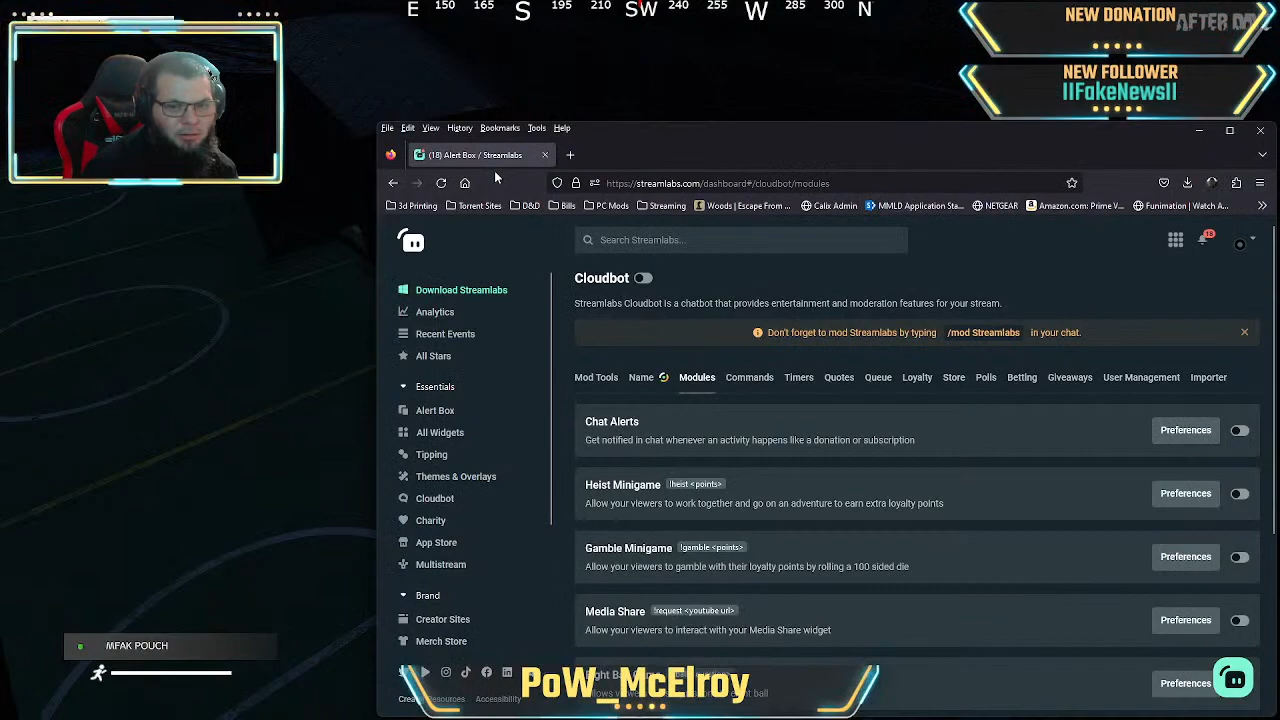 E 150 165 S 195 210 SW 240 255 W 285 300 N
NEW DONATION
NEW FOLLOWER
llFakeNewsll
File Edit View History Bookmarks Tools Help
(18) Alert Box / Streamlabs
https://streamlabs.com/dashboard#/cloudbot/modules
3d Printing Torrent Sites D&D Bills PC Mods Streaming Woods | Escape From ... Calix Admin MMLD Application Sta... NETGEAR Amazon.com: Prime V... Funimation | Watch A...
Search Streamlabs...
18
Cloudbot
Streamlabs Cloudbot is a chatbot that provides entertainment and moderation features for your stream.
Don't forget to mod Streamlabs by typing /mod Streamlabs in your chat.
Mod Tools Name Modules Commands Timers Quotes Queue Loyalty Store Polls Betting Giveaways User Management Importer
Download Streamlabs
Analytics
Recent Events
All Stars
Essentials
Alert Box
All Widgets
Tipping
Themes & Overlays
Cloudbot
Charity
App Store
Multistream
Brand
Creator Sites
Merch Store
Resources Accessibility
Chat Alerts
Get notified in chat whenever an activity happens like a donation or subscription
Preferences
Heist Minigame !heist <points>
Allow your viewers to work together and go on an adventure to earn extra loyalty points
Preferences
Gamble Minigame !gamble <points>
Allow your viewers to gamble with their loyalty points by rolling a 100 sided die
Preferences
Media Share !request <youtube url>
Allow your viewers to interact with your Media Share widget
Preferences
Preferences
MFAK POUCH
PoW_McElroy